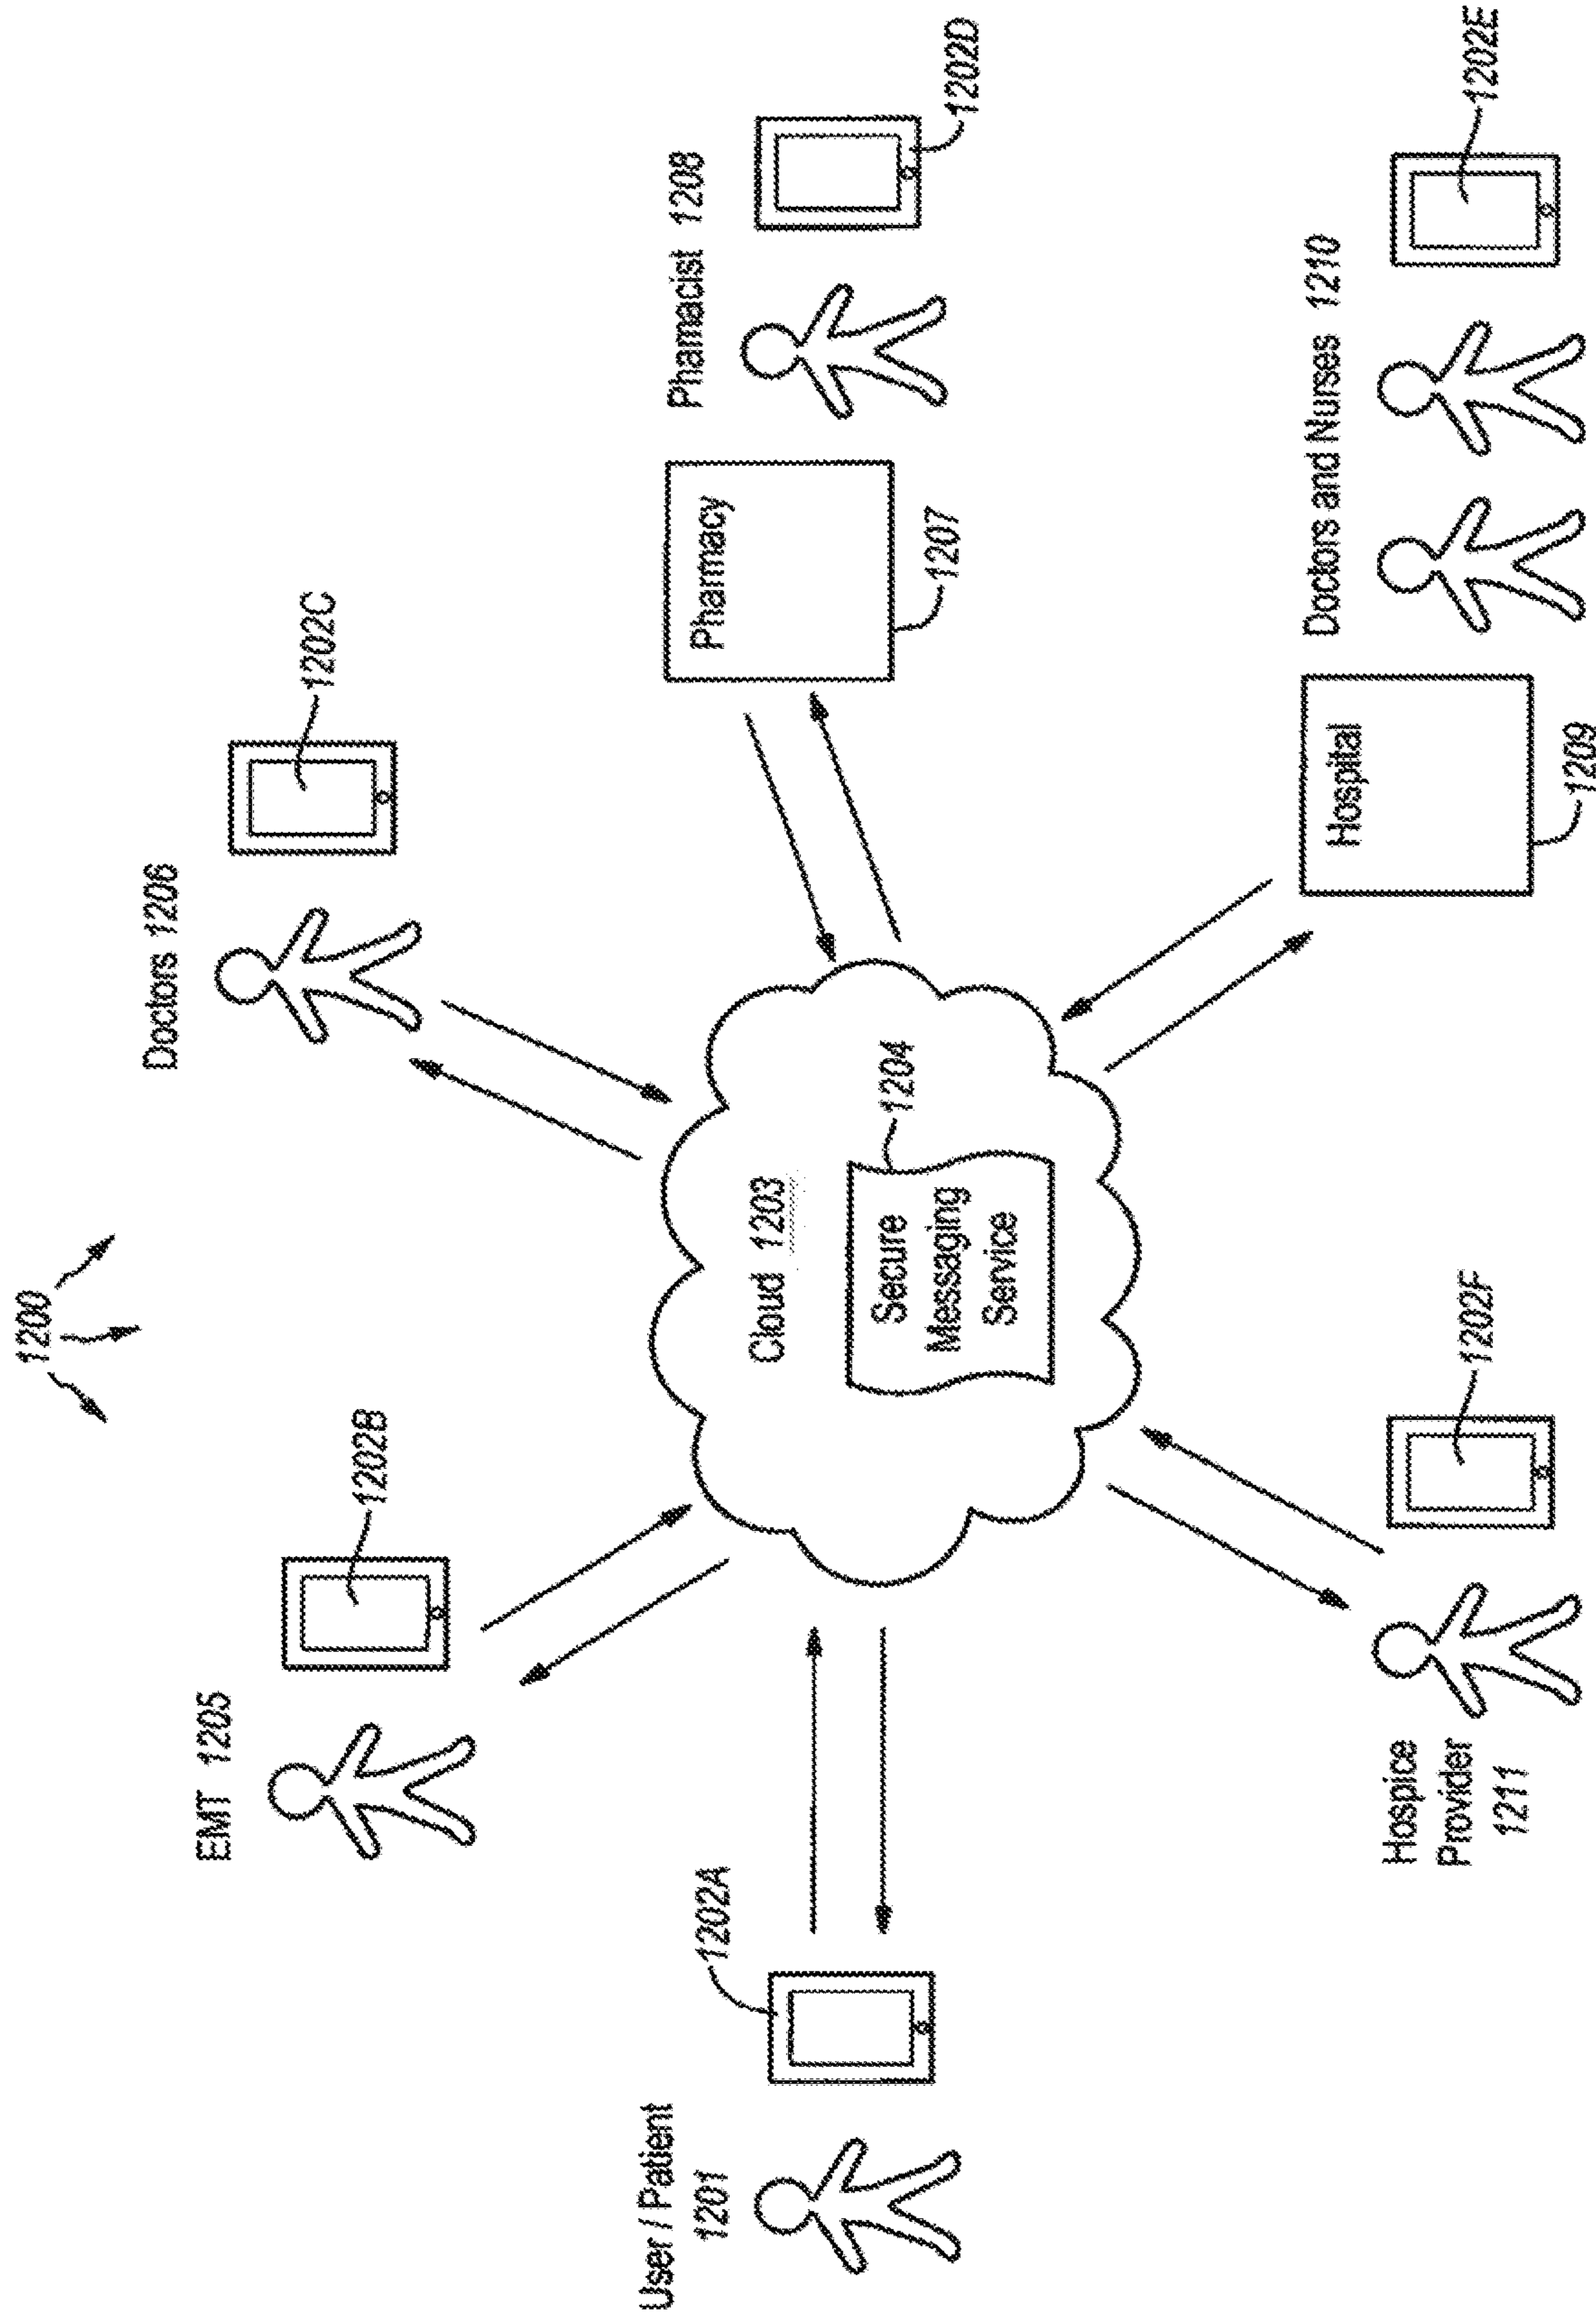 1200
EMT 1205
1202B
Doctors 1206
1202C
User / Patient
1201
1202A
Cloud 1203
Secure
Messaging
Service
1204
Pharmacy
1207
Phamacist 1208
1202D
Hospice
Provider
1211
1202F
Hospital
1209
Doctors and Nurses 1210
1202E